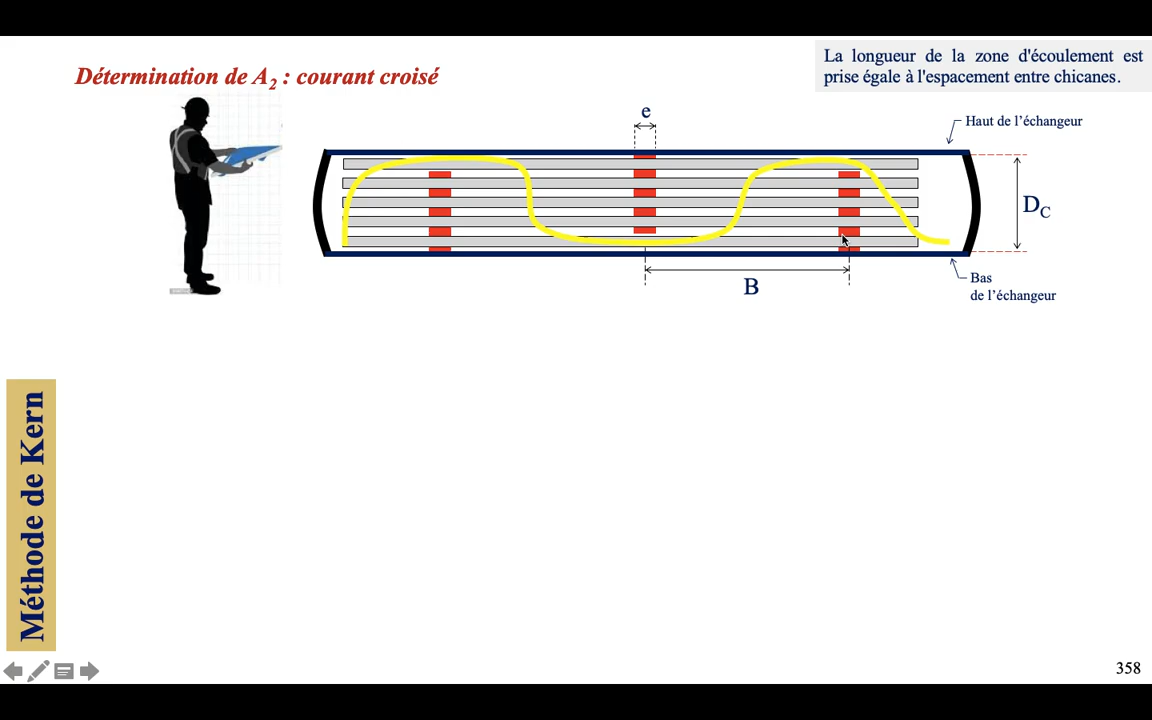 Détermination de A2 : courant croisé
La longueur de la zone d'écoulement est
prise égale à l'espacement entre chicanes.
e
Haut de l'échangeur
DC
B
Bas
de l'échangeur
Méthode de Kern
358